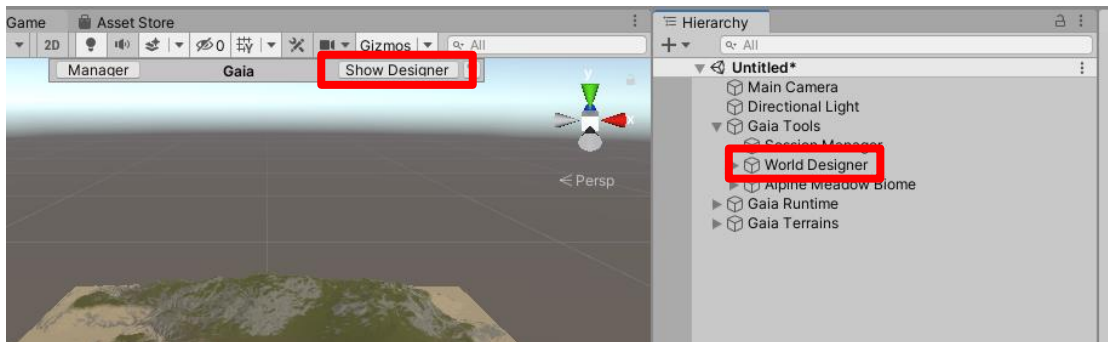 Game Asset Store
Hierarchy
2D 0 Gizmos All
All
Manager Gaia Show Designer
Untitled*
Main Camera
Directional Light
Gaia Tools
Session Manager
World Designer
Alpine Meadow Biome
Gaia Runtime
Gaia Terrains
y
x
Persp